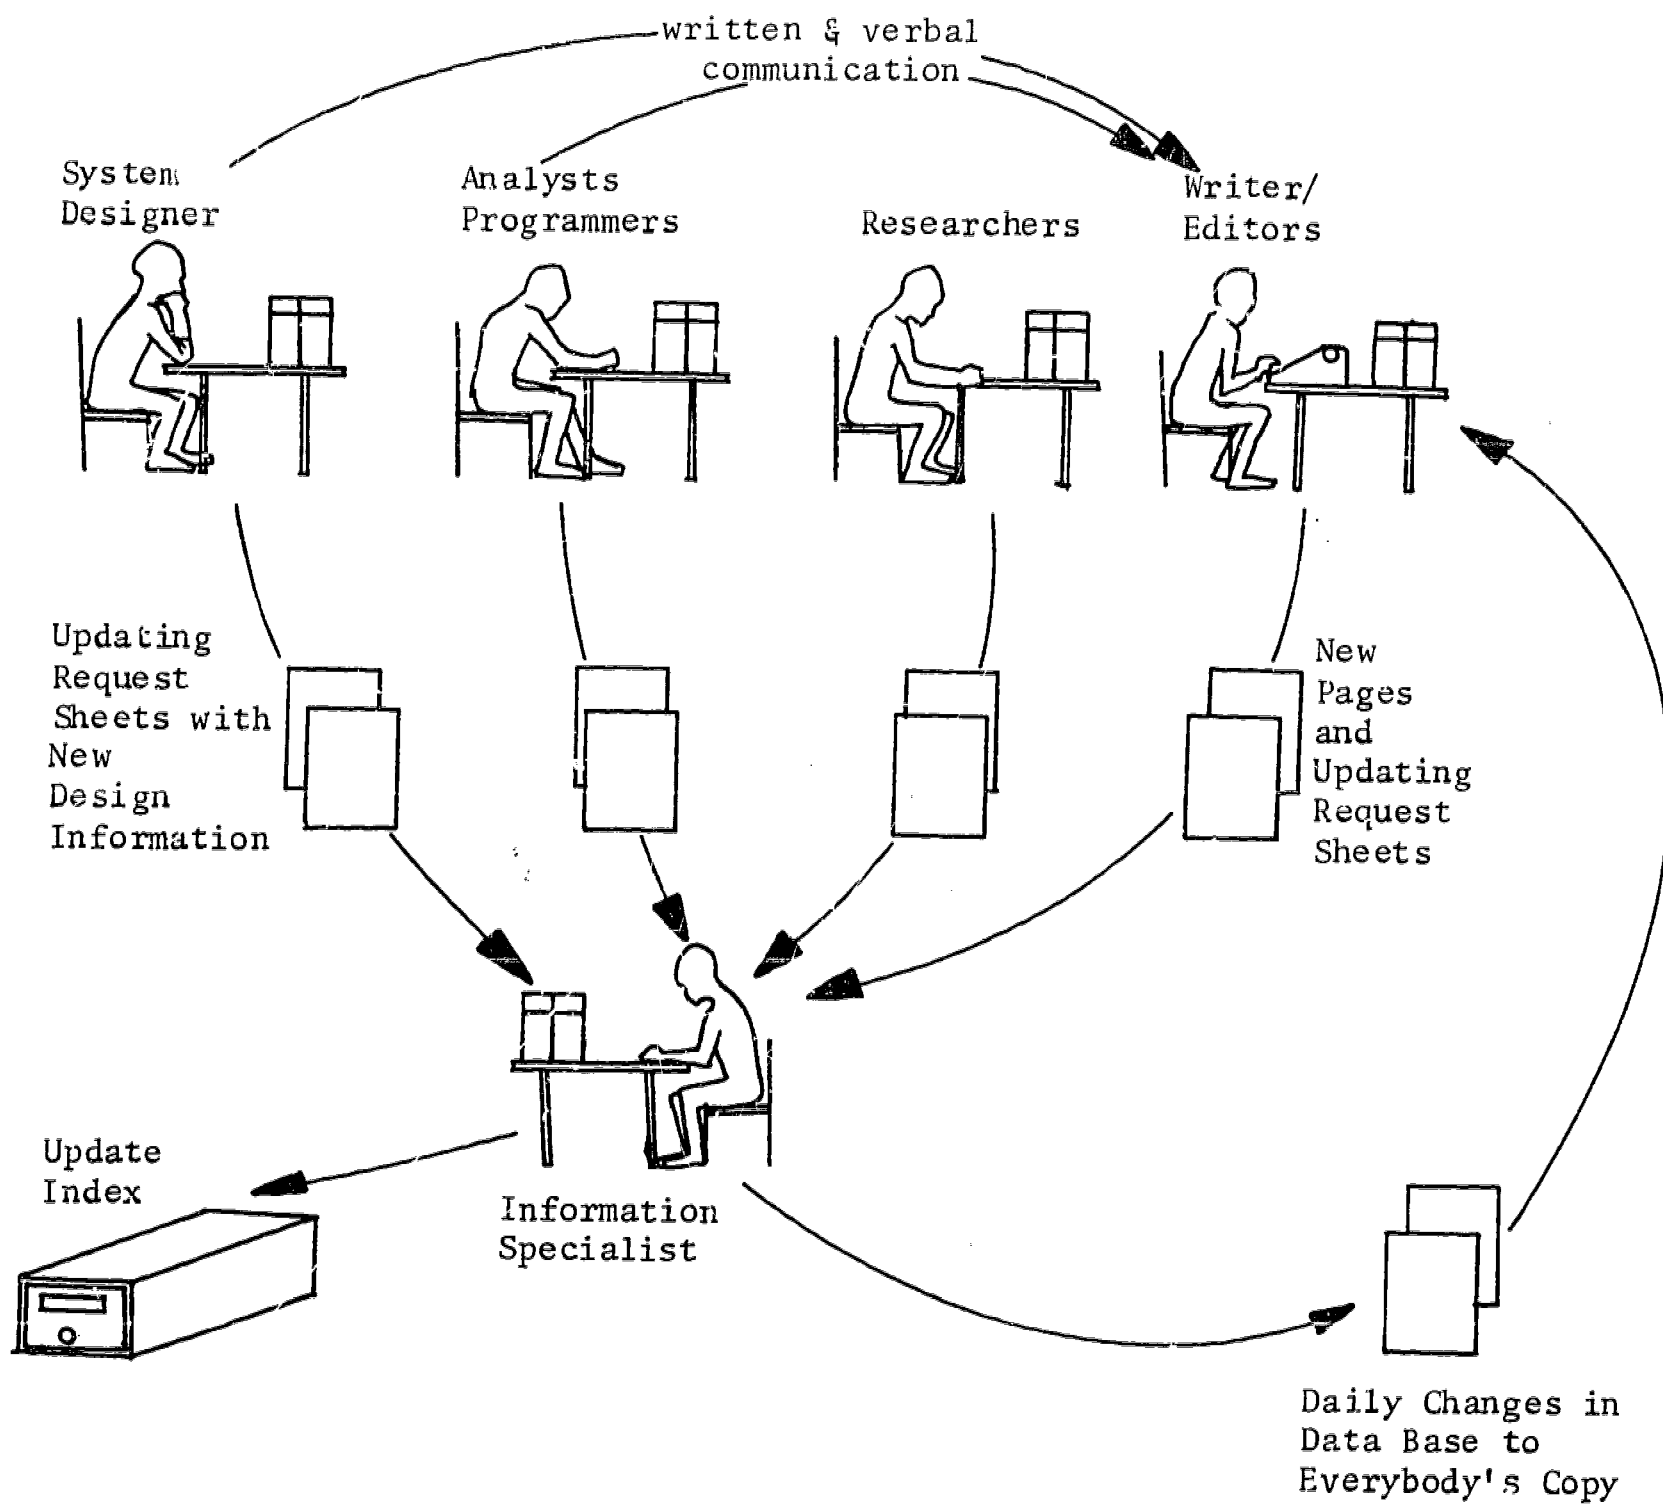 written & verbal
communication
System
Designer
Analysts
Programmers
Researchers
Writer/
Editors
Updating
Request
Sheets with
New
Design
Information
New
Pages
and
Updating
Request
Sheets
Update
Index
Information
Specialist
Daily Changes in
Data Base to
Everybody's Copy